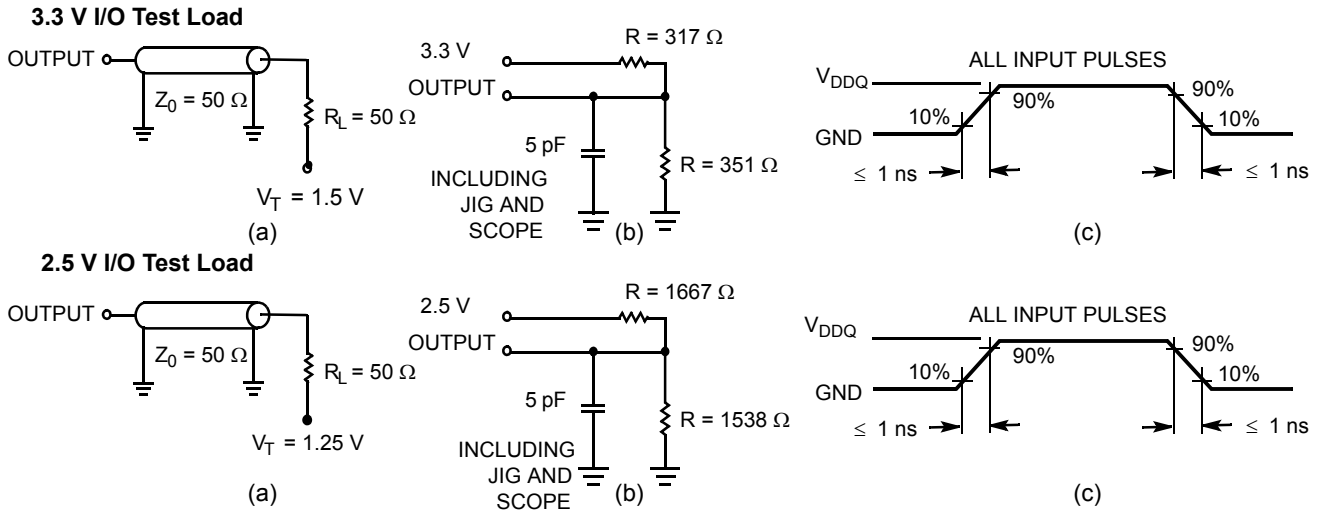 3.3 V I/O Test Load
OUTPUT
Z0 = 50 Ω
RL = 50 Ω
VT = 1.5 V
(a)
3.3 V
OUTPUT
R = 317 Ω
5 pF
INCLUDING
JIG AND
SCOPE
R = 351 Ω
(b)
ALL INPUT PULSES
VDDQ
GND
10%
90%
90%
10%
≤ 1 ns
≤ 1 ns
(c)
2.5 V I/O Test Load
OUTPUT
Z0 = 50 Ω
RL = 50 Ω
VT = 1.25 V
(a)
2.5 V
OUTPUT
R = 1667 Ω
5 pF
INCLUDING
JIG AND
SCOPE
R = 1538 Ω
(b)
ALL INPUT PULSES
VDDQ
GND
10%
90%
90%
10%
≤ 1 ns
≤ 1 ns
(c)